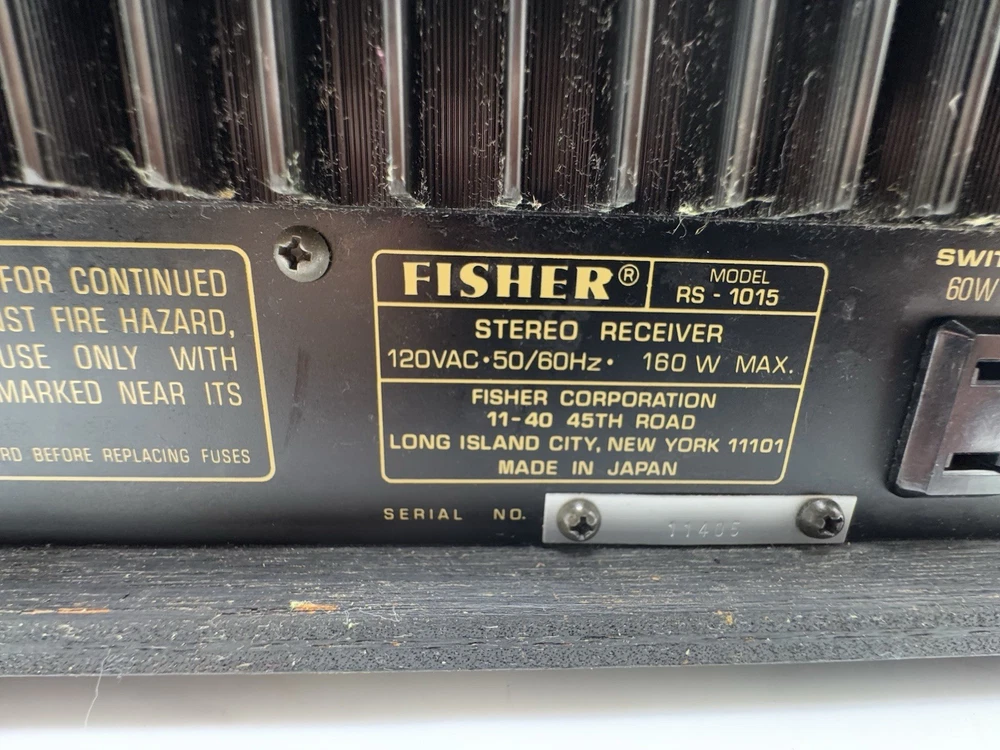 FOR CONTINUED
FIRE HAZARD,
USE ONLY WITH
MARKED NEAR ITS
BEFORE REPLACING FUSES
FISHER®
MODEL
RS - 1015
STEREO RECEIVER
120VAC·50/60Hz· 160 W MAX.
FISHER CORPORATION
11-40 45TH ROAD
LONG ISLAND CITY, NEW YORK 11101
MADE IN JAPAN
SERIAL NO.
SWIT
60W